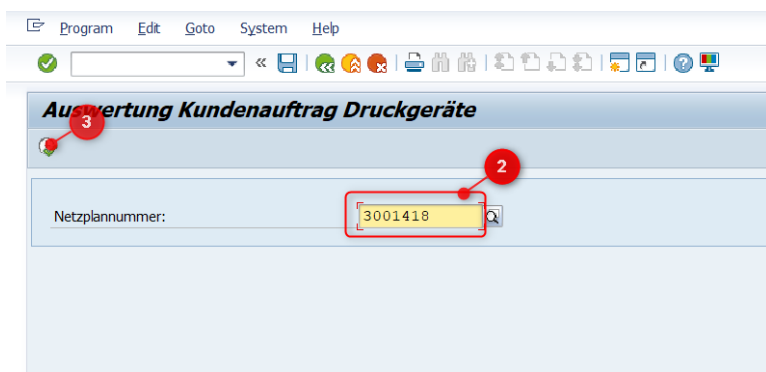 Program Edit Goto System Help
Auswertung Kundenauftrag Druckgeräte
3
2
Netzplannummer: 3001418